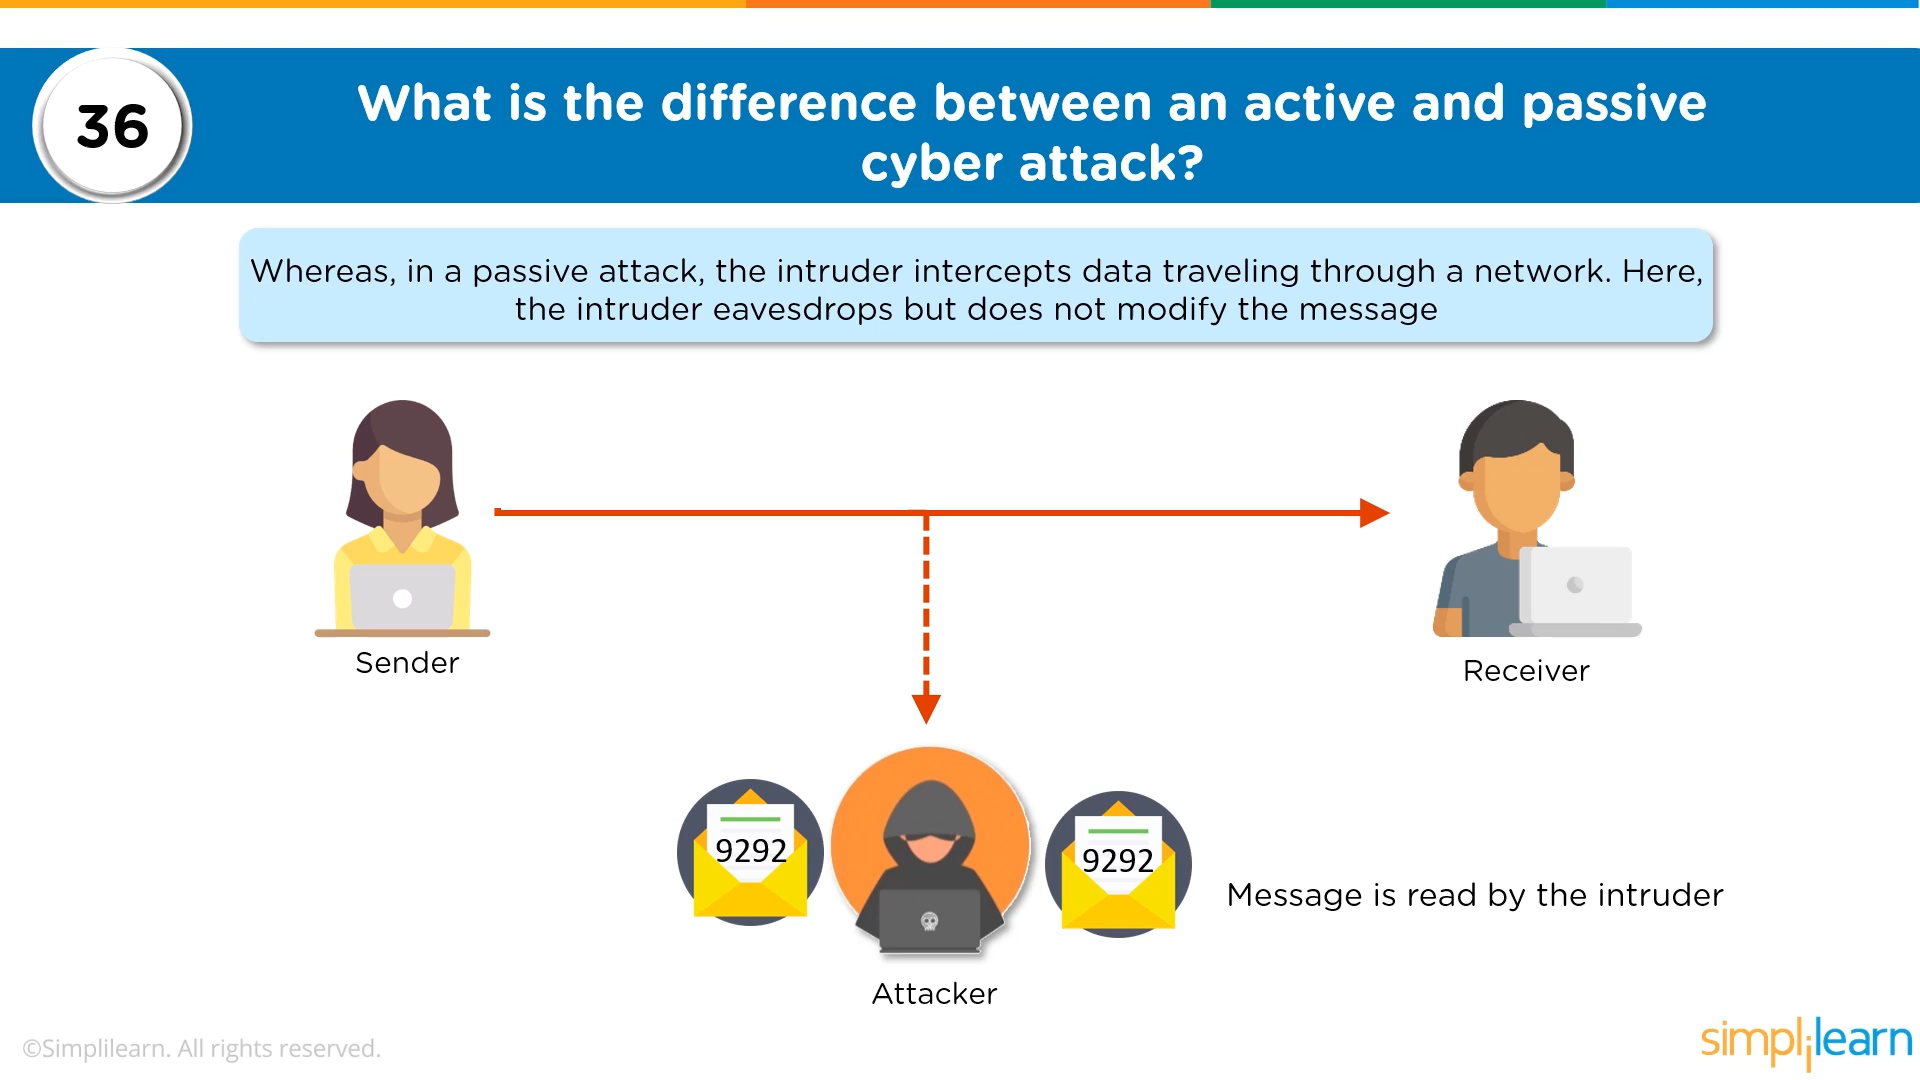 36
What is the difference between an active and passive
cyber attack?
Whereas, in a passive attack, the intruder intercepts data traveling through a network. Here,
the intruder eavesdrops but does not modify the message
Sender
Receiver
9292
9292
Message is read by the intruder
Attacker
©Simplilearn. All rights reserved.
simplilearn